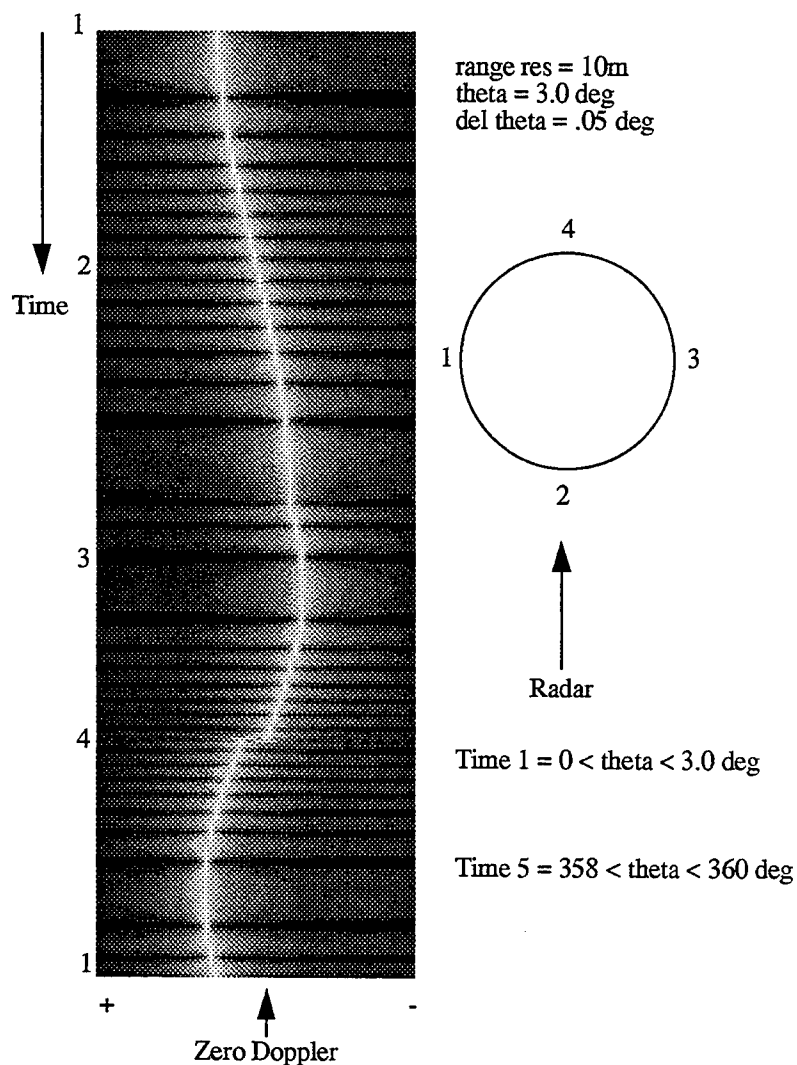 1
range res = 10m
theta = 3.0 deg
del theta = .05 deg
4
2
Time
1
3
2
3
Radar
4
Time 1 = 0 < theta < 3.0 deg
Time 5 = 358 < theta < 360 deg
1
+
-
Zero Doppler